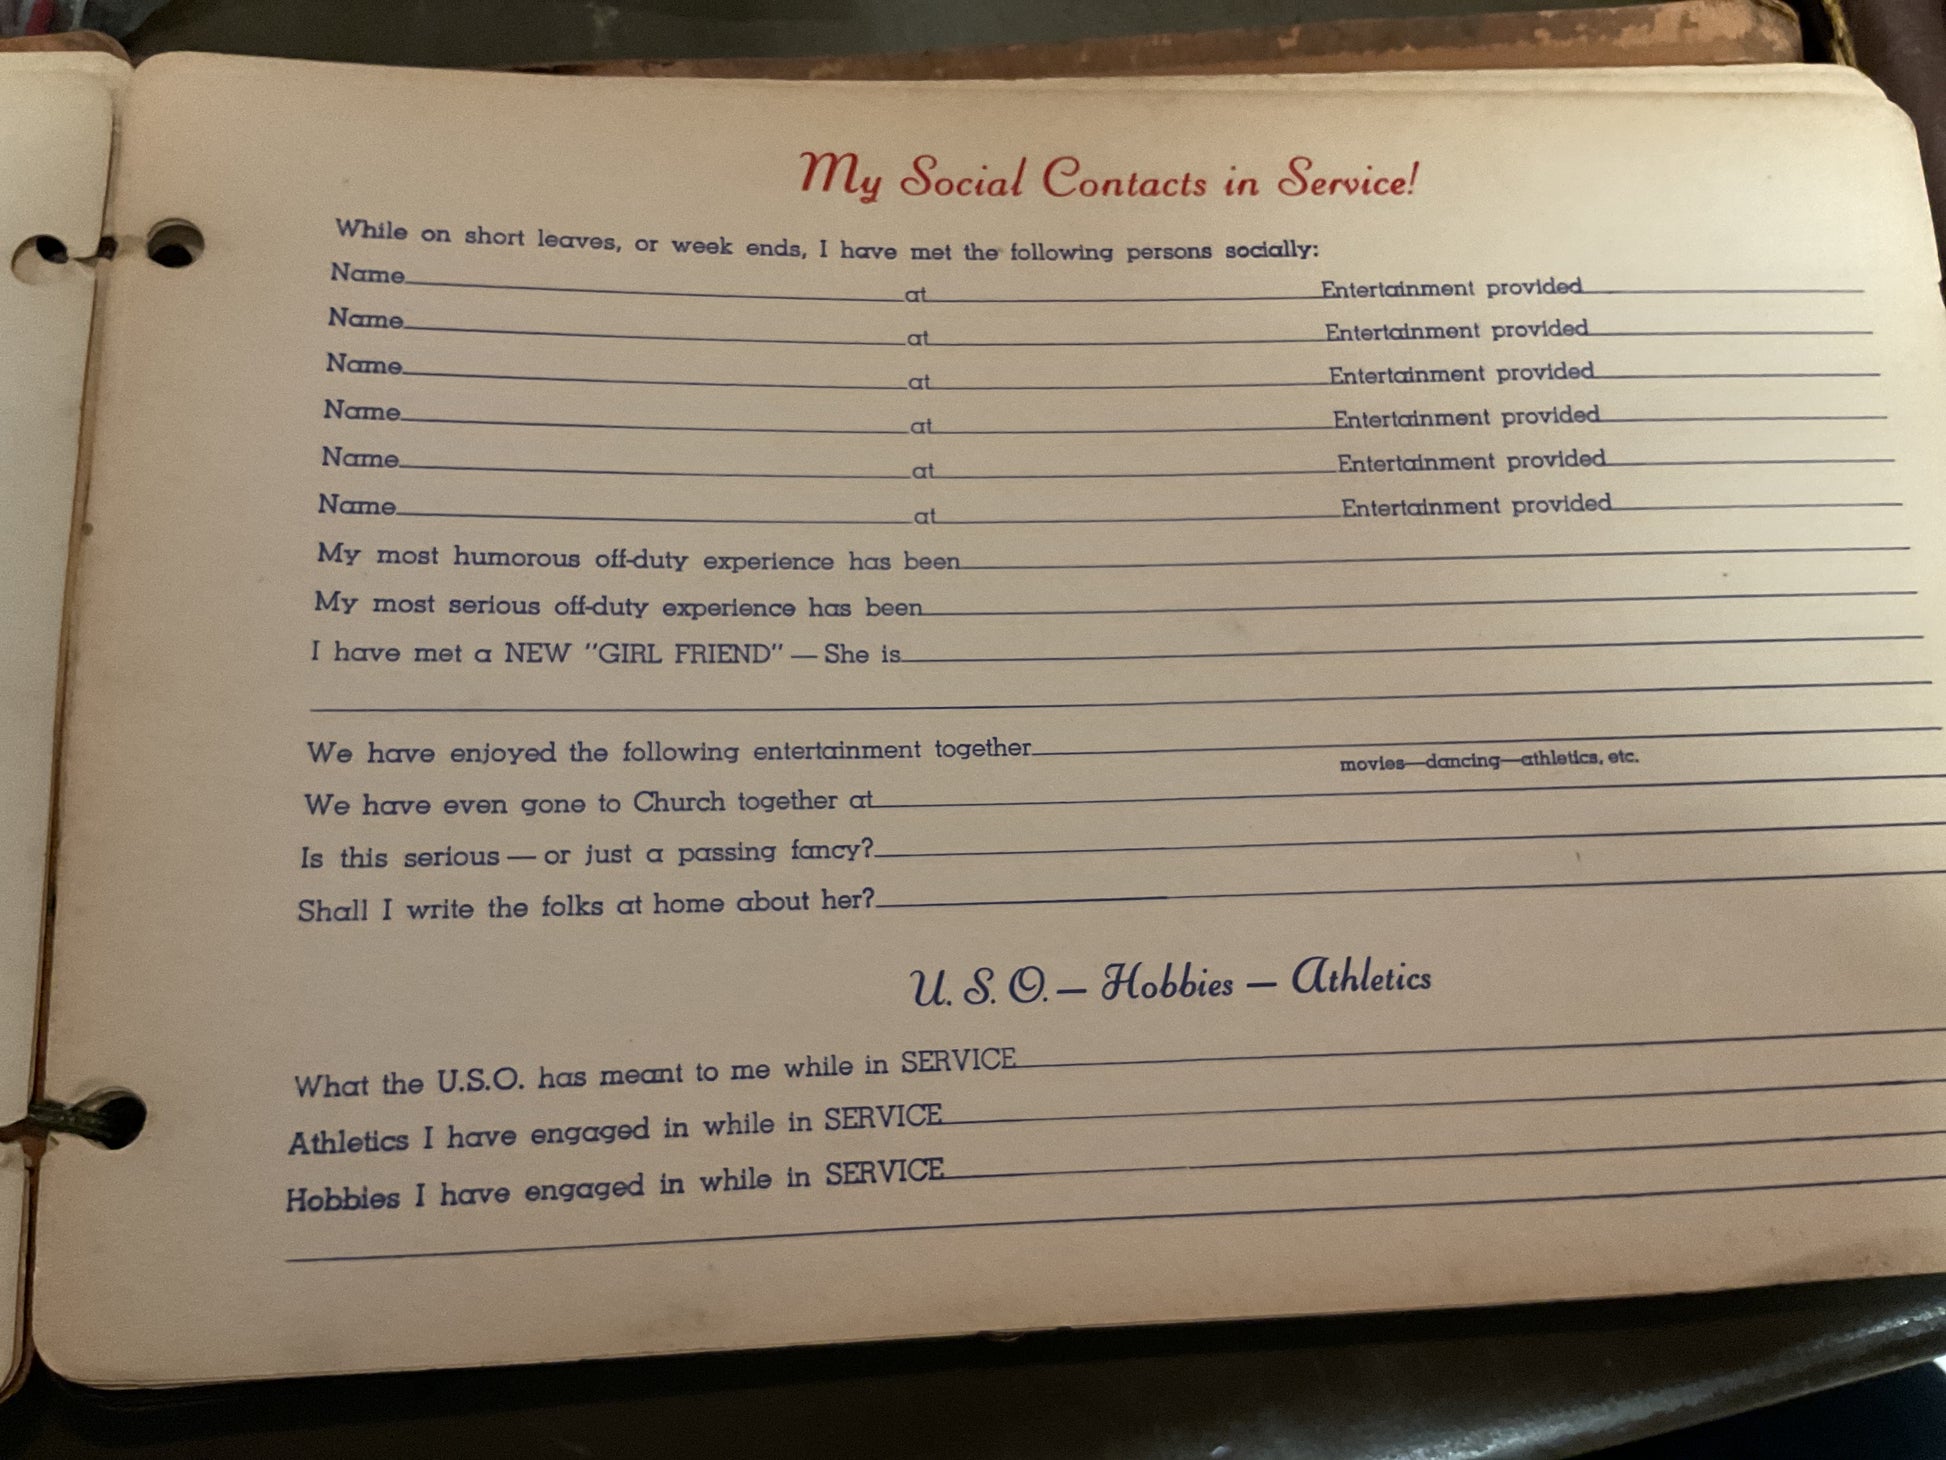 My Social Contacts in Service!
While on short leaves, or week ends, I have met the following persons socially:
Name at Entertainment provided
Name at Entertainment provided
Name at Entertainment provided
Name at Entertainment provided
Name at Entertainment provided
Name at Entertainment provided
My most humorous off-duty experience has been
My most serious off-duty experience has been
I have met a NEW "GIRL FRIEND" — She is
We have enjoyed the following entertainment together
movies—dancing—athletics, etc.
We have even gone to Church together at
Is this serious — or just a passing fancy?
Shall I write the folks at home about her?
U. S. O. — Hobbies — Athletics
What the U.S.O. has meant to me while in SERVICE
Athletics I have engaged in while in SERVICE
Hobbies I have engaged in while in SERVICE